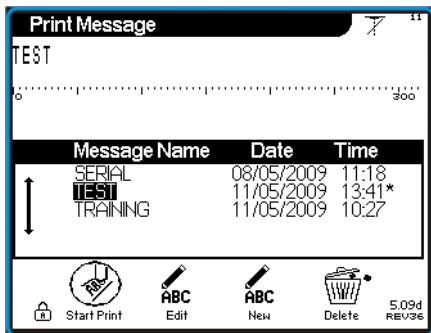 Print Message 11
TEST
0 300
Message Name Date Time
SERIAL 08/05/2009 11:18
TEST 11/05/2009 13:41*
TRAINING 11/05/2009 10:27
ABC ABC ABC
Start Print Edit New Delete
5.09d
REV36